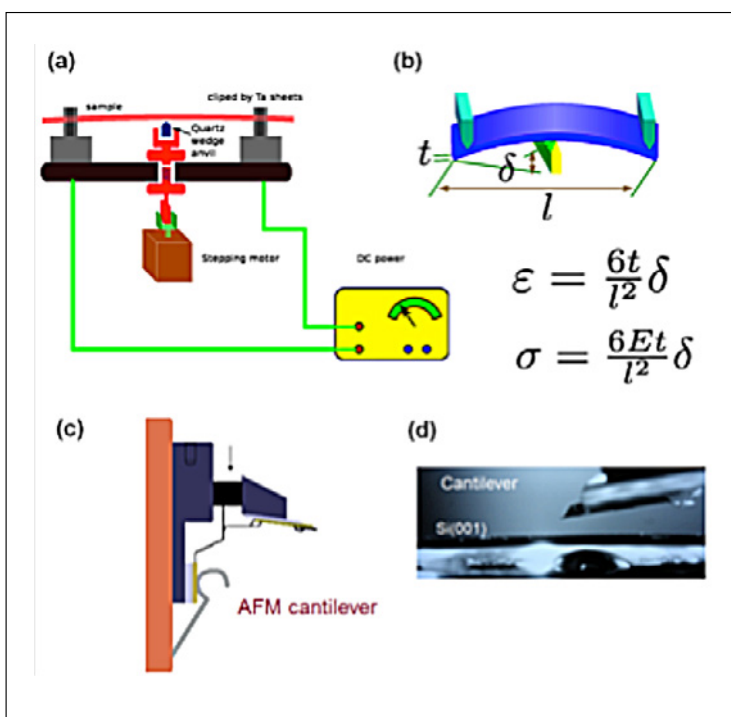 (a)
sample
cliped by Ta sheets
Quartz
wedge
anvil
Stepping motor
DC power
(b)
t
δ
l
ε = 6t/l² δ
σ = 6Et/l² δ
(c)
AFM cantilever
(d)
Cantilever
Si(001)